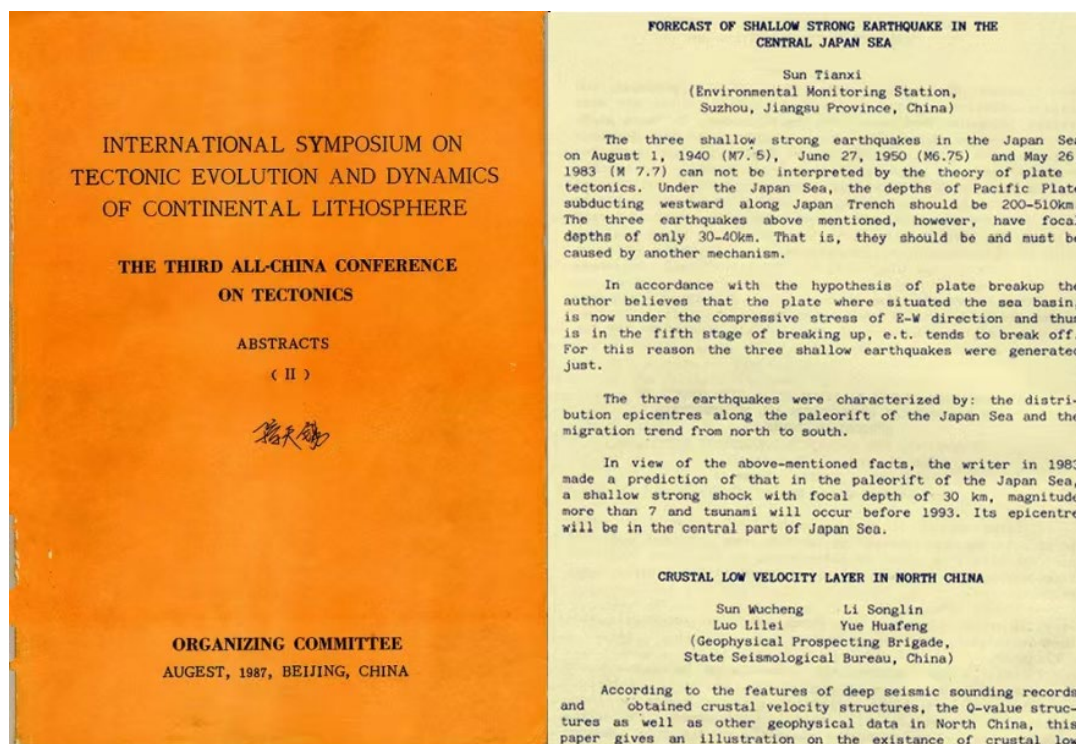 INTERNATIONAL SYMPOSIUM ON
TECTONIC EVOLUTION AND DYNAMICS
OF CONTINENTAL LITHOSPHERE
THE THIRD ALL-CHINA CONFERENCE
ON TECTONICS
ABSTRACTS
( II )
孫天錫
ORGANIZING COMMITTEE
AUGEST, 1987, BEIJING, CHINA
FORECAST OF SHALLOW STRONG EARTHQUAKE IN THE
CENTRAL JAPAN SEA
Sun Tianxi
(Environmental Monitoring Station,
Suzhou, Jiangsu Province, China)
The three shallow strong earthquakes in the Japan Sea
on August 1, 1940 (M7.5), June 27, 1950 (M6.75) and May 26
1983 (M 7.7) can not be interpreted by the theory of plate
tectonics. Under the Japan Sea, the depths of Pacific Plate
subducting westward along Japan Trench should be 200-510km
The three earthquakes above mentioned, however, have focal
depths of only 30-40km. That is, they should be and must be
caused by another mechanism.
In accordance with the hypothesis of plate breakup the
author believes that the plate where situated the sea basin,
is now under the compressive stress of E-W direction and thus
is in the fifth stage of breaking up, e.t. tends to break off.
For this reason the three shallow earthquakes were generated
just.
The three earthquakes were characterized by: the distri-
bution epicentres along the paleorift of the Japan Sea and the
migration trend from north to south.
In view of the above-mentioned facts, the writer in 1983
made a prediction of that in the paleorift of the Japan Sea,
a shallow strong shock with focal depth of 30 km, magnitude
more than 7 and tsunami will occur before 1993. Its epicentre
will be in the central part of Japan Sea.
CRUSTAL LOW VELOCITY LAYER IN NORTH CHINA
Sun Wucheng Li Songlin
Luo Lilei Yue Huafeng
(Geophysical Prospecting Brigade,
State Seismological Bureau, China)
According to the features of deep seismic sounding records
and obtained crustal velocity structures, the Q-value struc-
tures as well as other geophysical data in North China, this
paper gives an illustration on the existance of crustal low